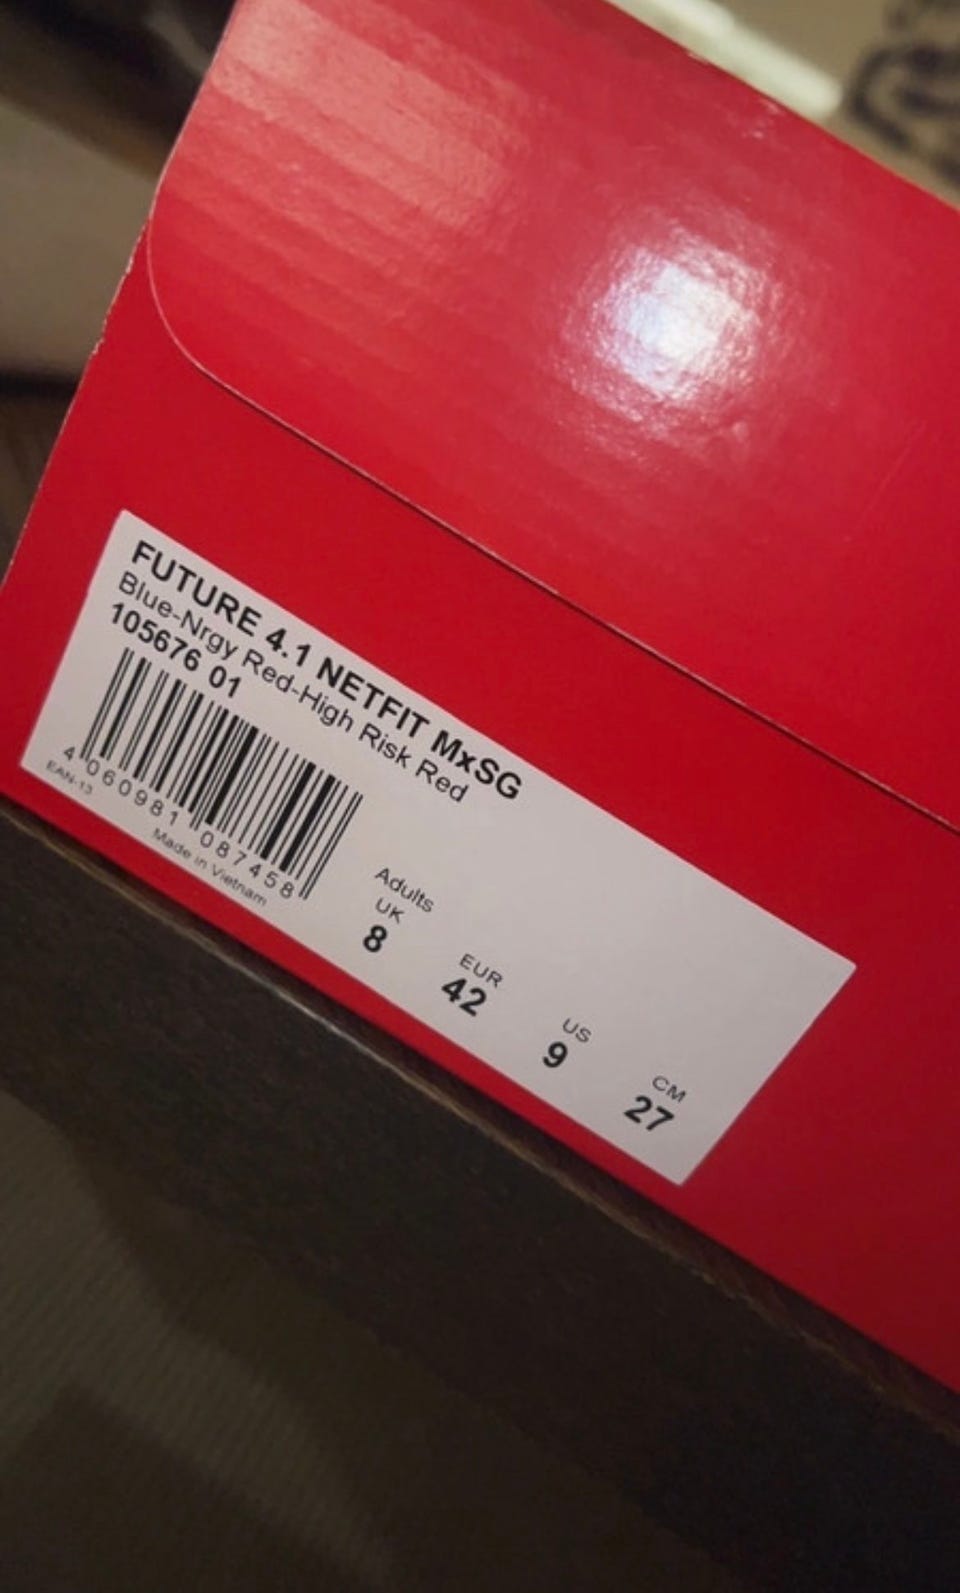 FUTURE 4.1 NETFIT MxSG
Blue-Nrgy Red-High Risk Red
105676 01
4 060981 087458
EAN-13
Made in Vietnam
Adults
UK
8
EUR
42
US
9
CM
27